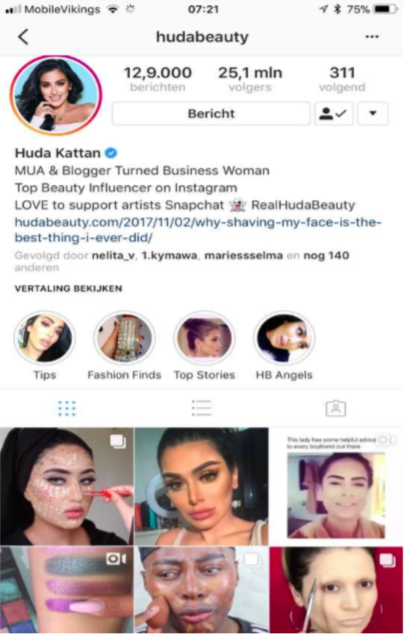 MobileVikings 07:21 75%
hudabeauty
12,9.000 25,1 mln 311
berichten volgers volgend
Bericht
Huda Kattan
MUA & Blogger Turned Business Woman
Top Beauty Influencer on Instagram
LOVE to support artists Snapchat 👻 RealHudaBeauty
hudabeauty.com/2017/11/02/why-shaving-my-face-is-the-
best-thing-i-ever-did/
Gevolgd door nelita_v, 1.kymawa, mariessselma en nog 140
anderen
VERTALING BEKIJKEN
Tips Fashion Finds Top Stories HB Angels
This lady has some helpful advice
to every boyfriend out there